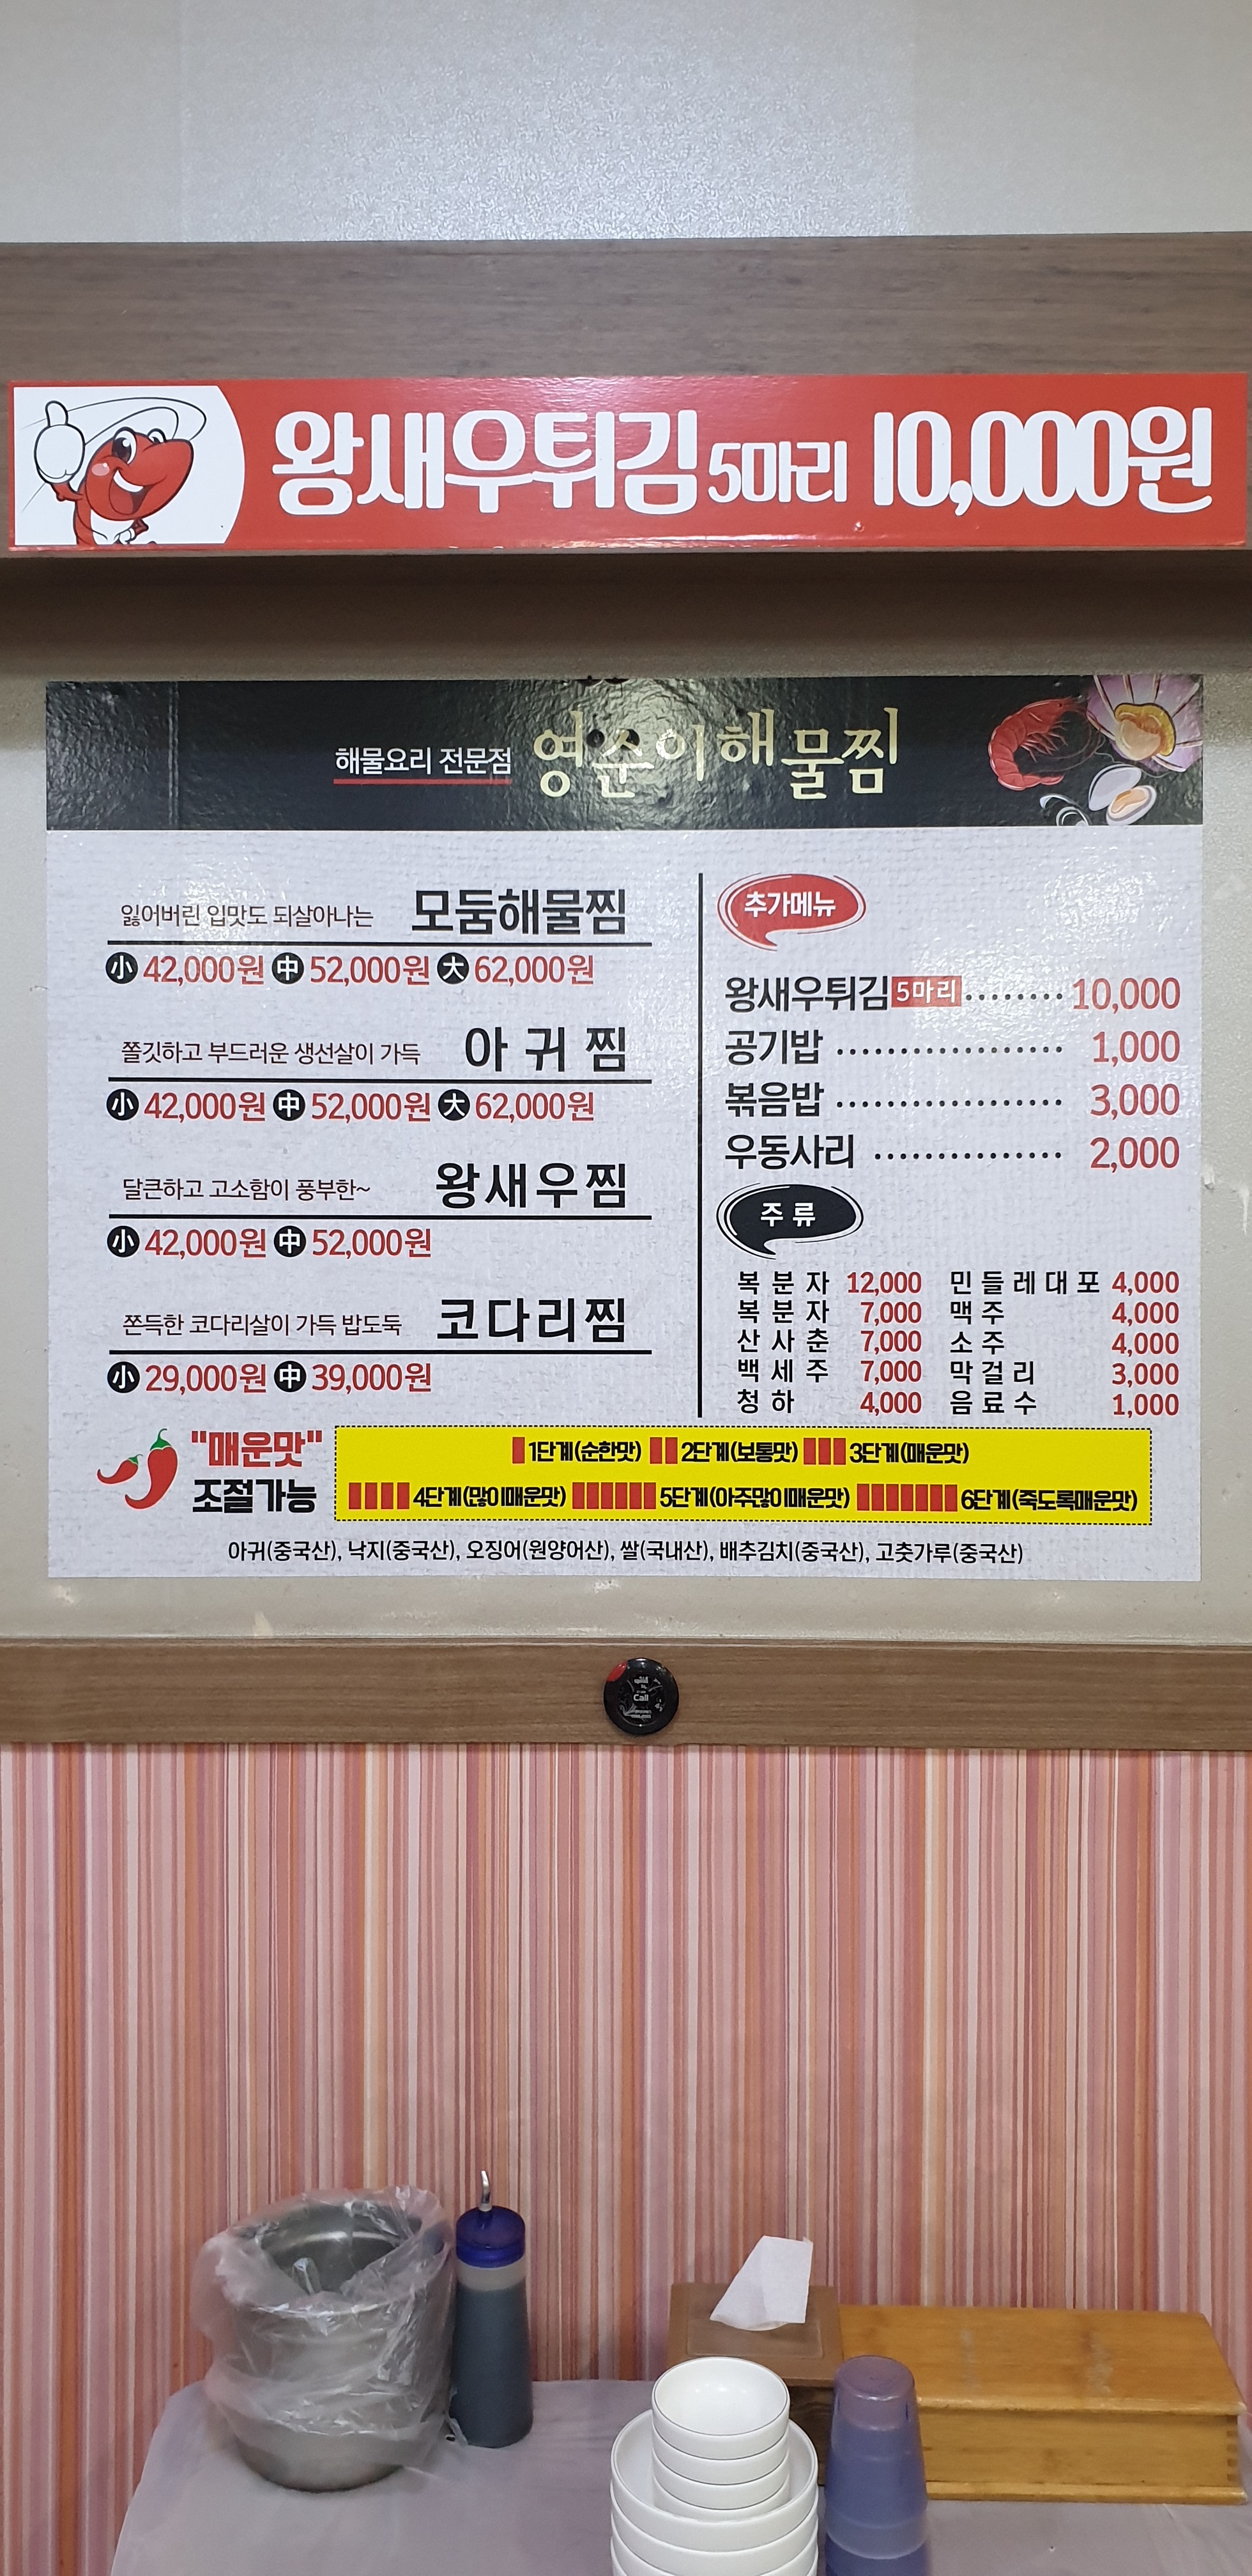 왕새우튀김 5마리 10,000원
해물요리 전문점 영순이해물찜
잃어버린 입맛도 되살아나는 모둠해물찜
小 42,000원 中 52,000원 大 62,000원
쫄깃하고 부드러운 생선살이 가득 아귀찜
小 42,000원 中 52,000원 大 62,000원
달큰하고 고소함이 풍부한~ 왕새우찜
小 42,000원 中 52,000원
쫀득한 코다리살이 가득 밥도둑 코다리찜
小 29,000원 中 39,000원
추가메뉴
왕새우튀김 5마리 ········ 10,000
공기밥 ·················· 1,000
볶음밥 ·················· 3,000
우동사리 ··············· 2,000
주류
복분자 12,000 민들레대포 4,000
복분자 7,000 맥주 4,000
산사춘 7,000 소주 4,000
백세주 7,000 막걸리 3,000
청하 4,000 음료수 1,000
"매운맛"
조절가능
1단계(순한맛) 2단계(보통맛) 3단계(매운맛)
4단계(많이매운맛) 5단계(아주많이매운맛) 6단계(죽도록매운맛)
아귀(중국산), 낙지(중국산), 오징어(원양어산), 쌀(국내산), 배추김치(중국산), 고춧가루(중국산)
Call